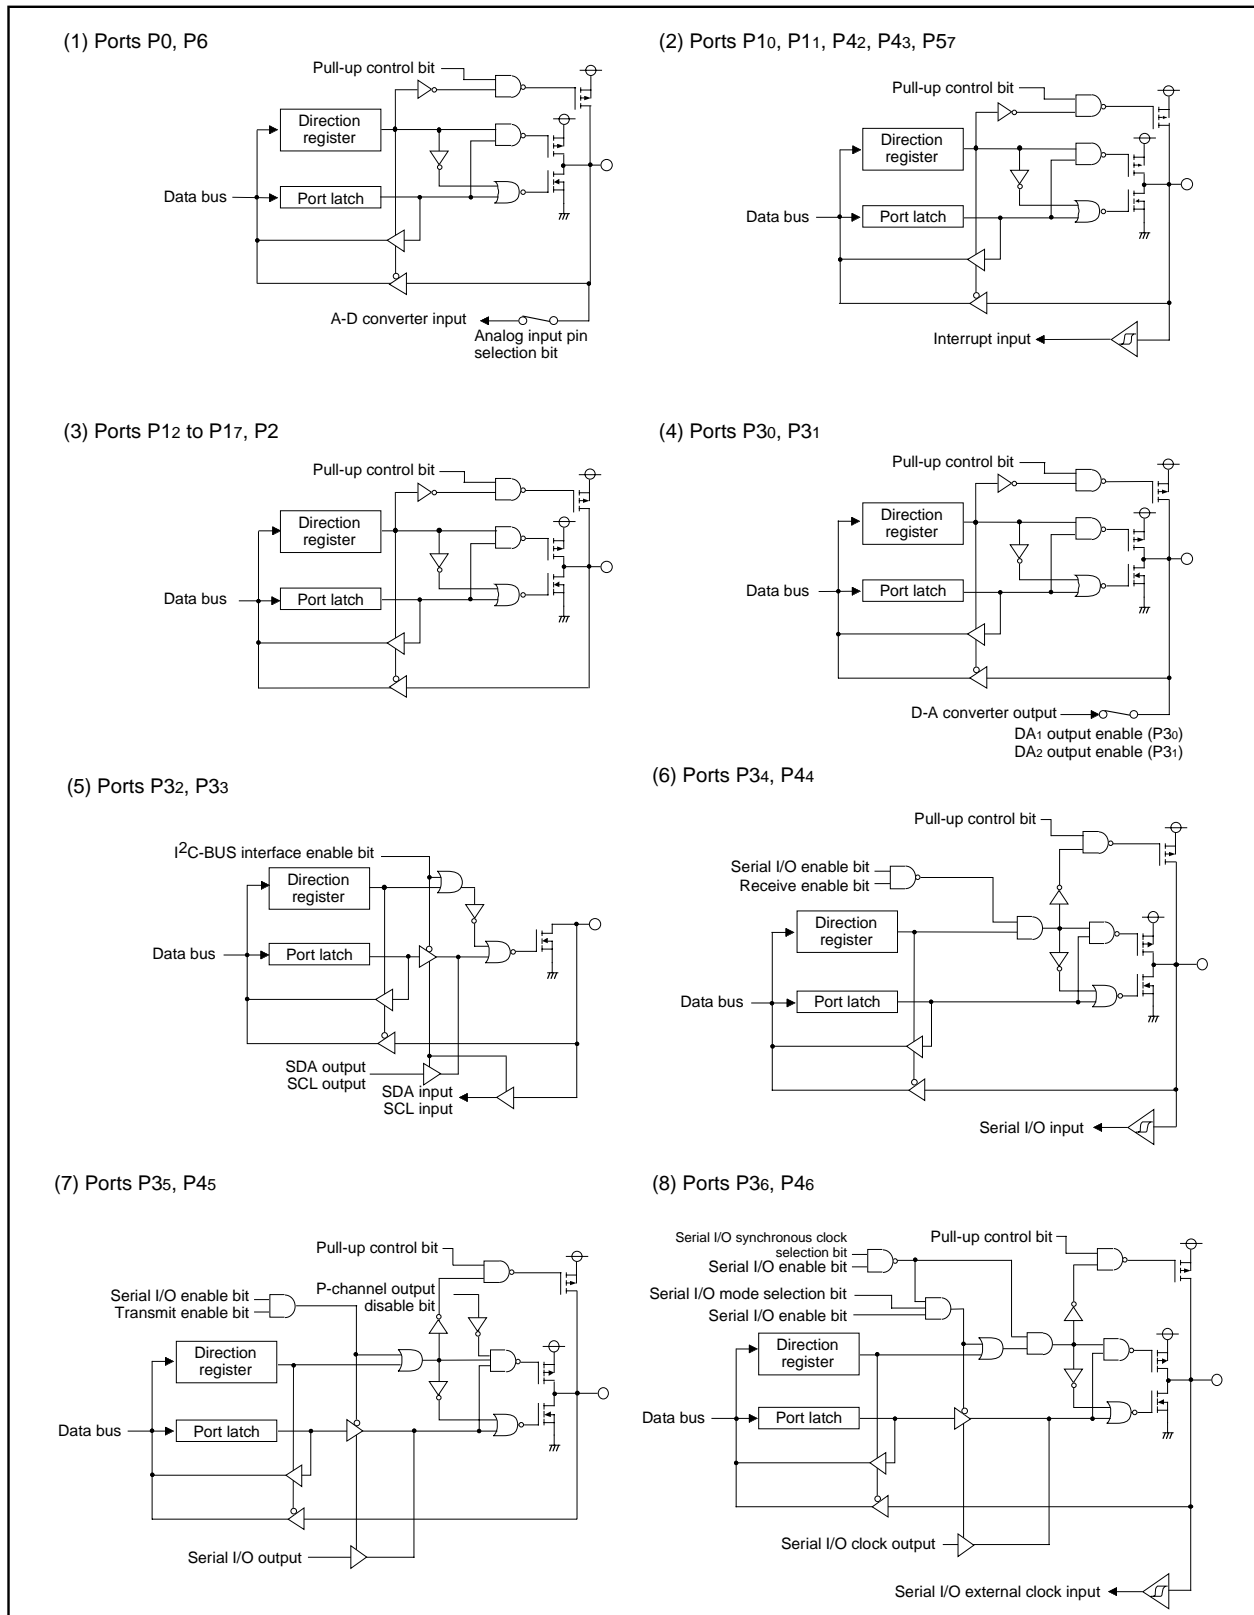 (1) Ports P0, P6
Pull-up control bit
Direction
register
Data bus
Port latch
A-D converter input
Analog input pin
selection bit
(2) Ports P10, P11, P42, P43, P57
Pull-up control bit
Direction
register
Data bus
Port latch
Interrupt input
(3) Ports P12 to P17, P2
Pull-up control bit
Direction
register
Data bus
Port latch
(4) Ports P30, P31
Pull-up control bit
Direction
register
Data bus
Port latch
D-A converter output
DA1 output enable (P30)
DA2 output enable (P31)
(5) Ports P32, P33
I2C-BUS interface enable bit
Direction
register
Data bus
Port latch
SDA output
SCL output
SDA input
SCL input
(6) Ports P34, P44
Pull-up control bit
Serial I/O enable bit
Receive enable bit
Direction
register
Data bus
Port latch
Serial I/O input
(7) Ports P35, P45
Pull-up control bit
Serial I/O enable bit
Transmit enable bit
P-channel output
disable bit
Direction
register
Data bus
Port latch
Serial I/O output
(8) Ports P36, P46
Serial I/O synchronous clock
selection bit
Serial I/O enable bit
Pull-up control bit
Serial I/O mode selection bit
Serial I/O enable bit
Direction
register
Data bus
Port latch
Serial I/O clock output
Serial I/O external clock input